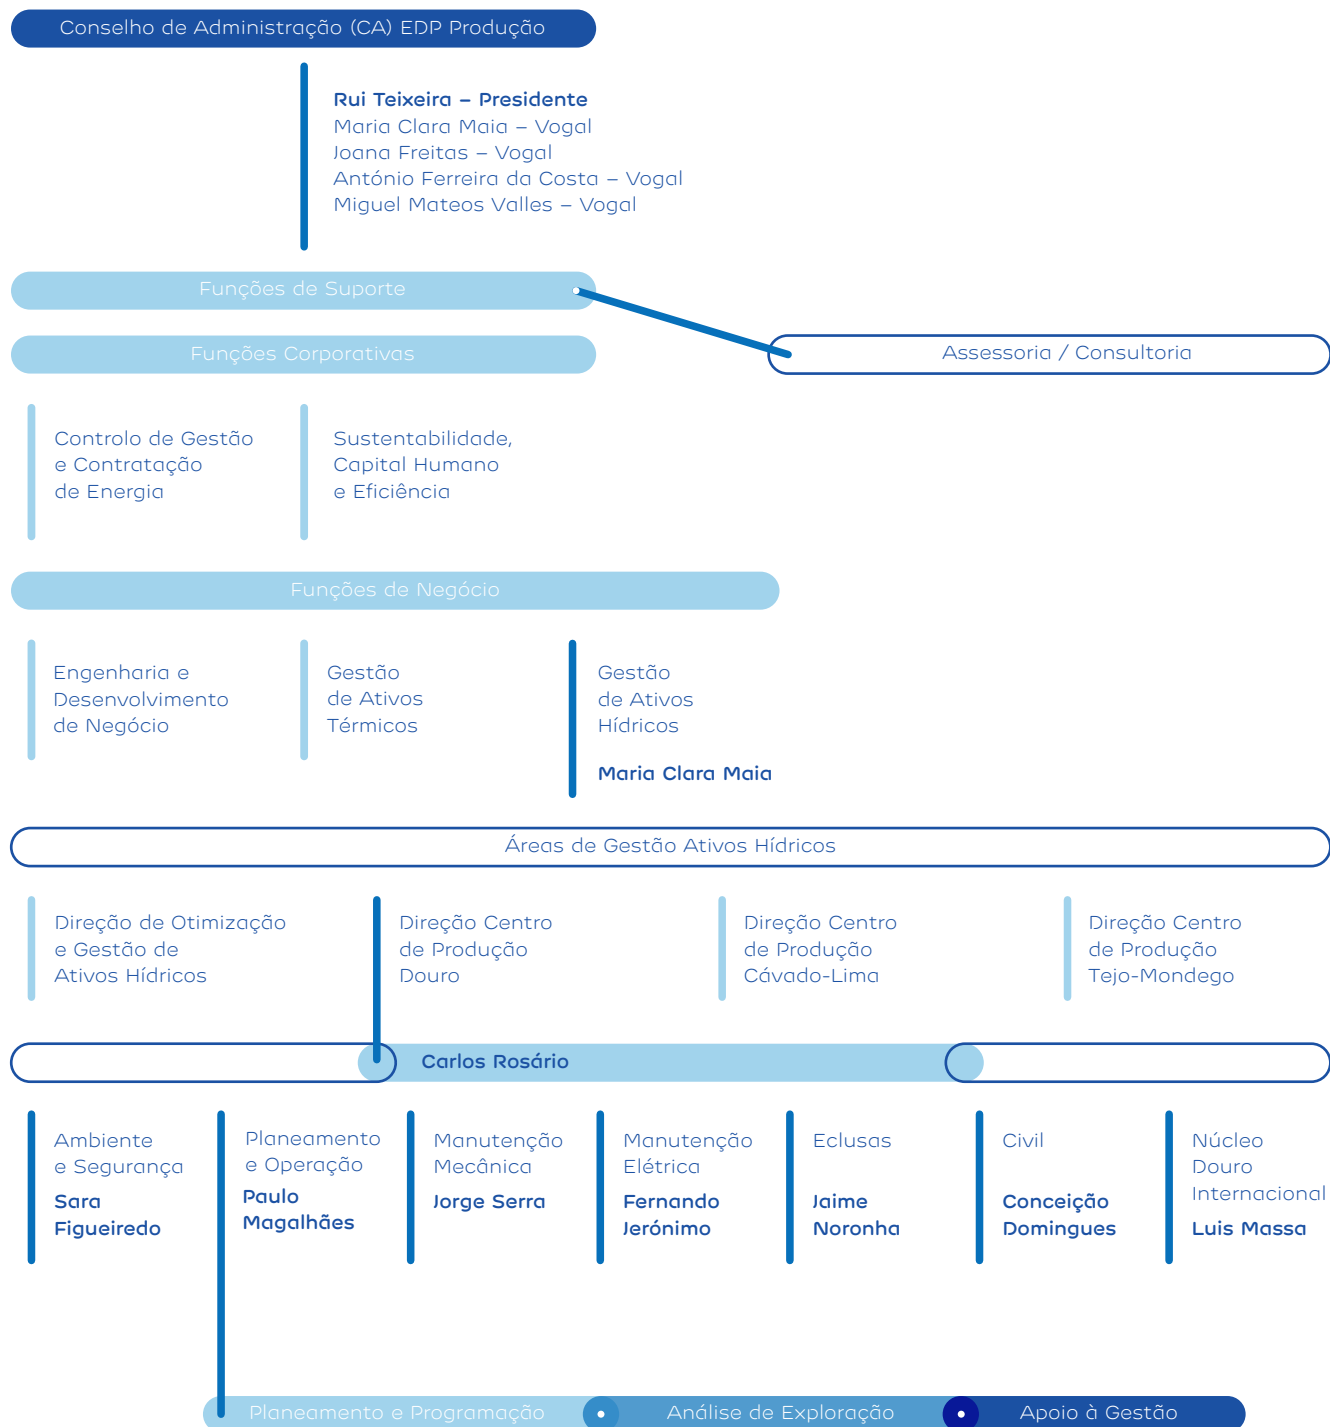 Conselho de Administração (CA) EDP Produção
Rui Teixeira – Presidente
Maria Clara Maia – Vogal
Joana Freitas – Vogal
António Ferreira da Costa – Vogal
Miguel Mateos Valles – Vogal
Funções de Suporte
Funções Corporativas
Assessoria / Consultoria
Controlo de Gestão
e Contratação
de Energia
Sustentabilidade,
Capital Humano
e Eficiência
Funções de Negócio
Engenharia e
Desenvolvimento
de Negócio
Gestão
de Ativos
Térmicos
Gestão
de Ativos
Hídricos
Maria Clara Maia
Áreas de Gestão Ativos Hídricos
Direção de Otimização
e Gestão de
Ativos Hídricos
Direção Centro
de Produção
Douro
Direção Centro
de Produção
Cávado-Lima
Direção Centro
de Produção
Tejo-Mondego
Carlos Rosário
Ambiente
e Segurança
Sara
Figueiredo
Planeamento
e Operação
Paulo
Magalhães
Manutenção
Mecânica
Jorge Serra
Manutenção
Elétrica
Fernando
Jerónimo
Eclusas
Jaime
Noronha
Civil
Conceição
Domingues
Núcleo
Douro
Internacional
Luis Massa
Planeamento e Programação
Análise de Exploração
Apoio à Gestão